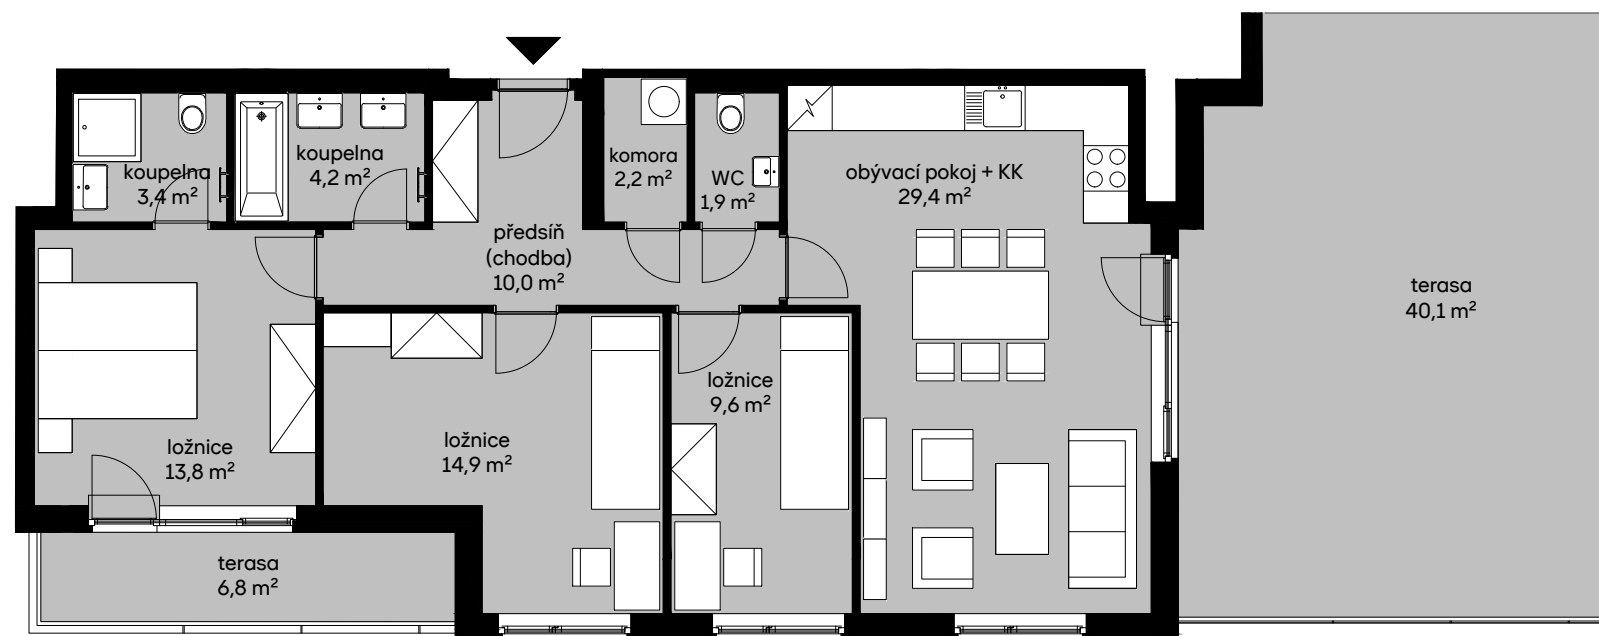 koupelna
3,4 m²
koupelna
4,2 m²
předsíň
(chodba)
10,0 m²
komora
2,2 m²
WC
1,9 m²
obývací pokoj + KK
29,4 m²
terasa
40,1 m²
ložnice
13,8 m²
ložnice
14,9 m²
ložnice
9,6 m²
terasa
6,8 m²